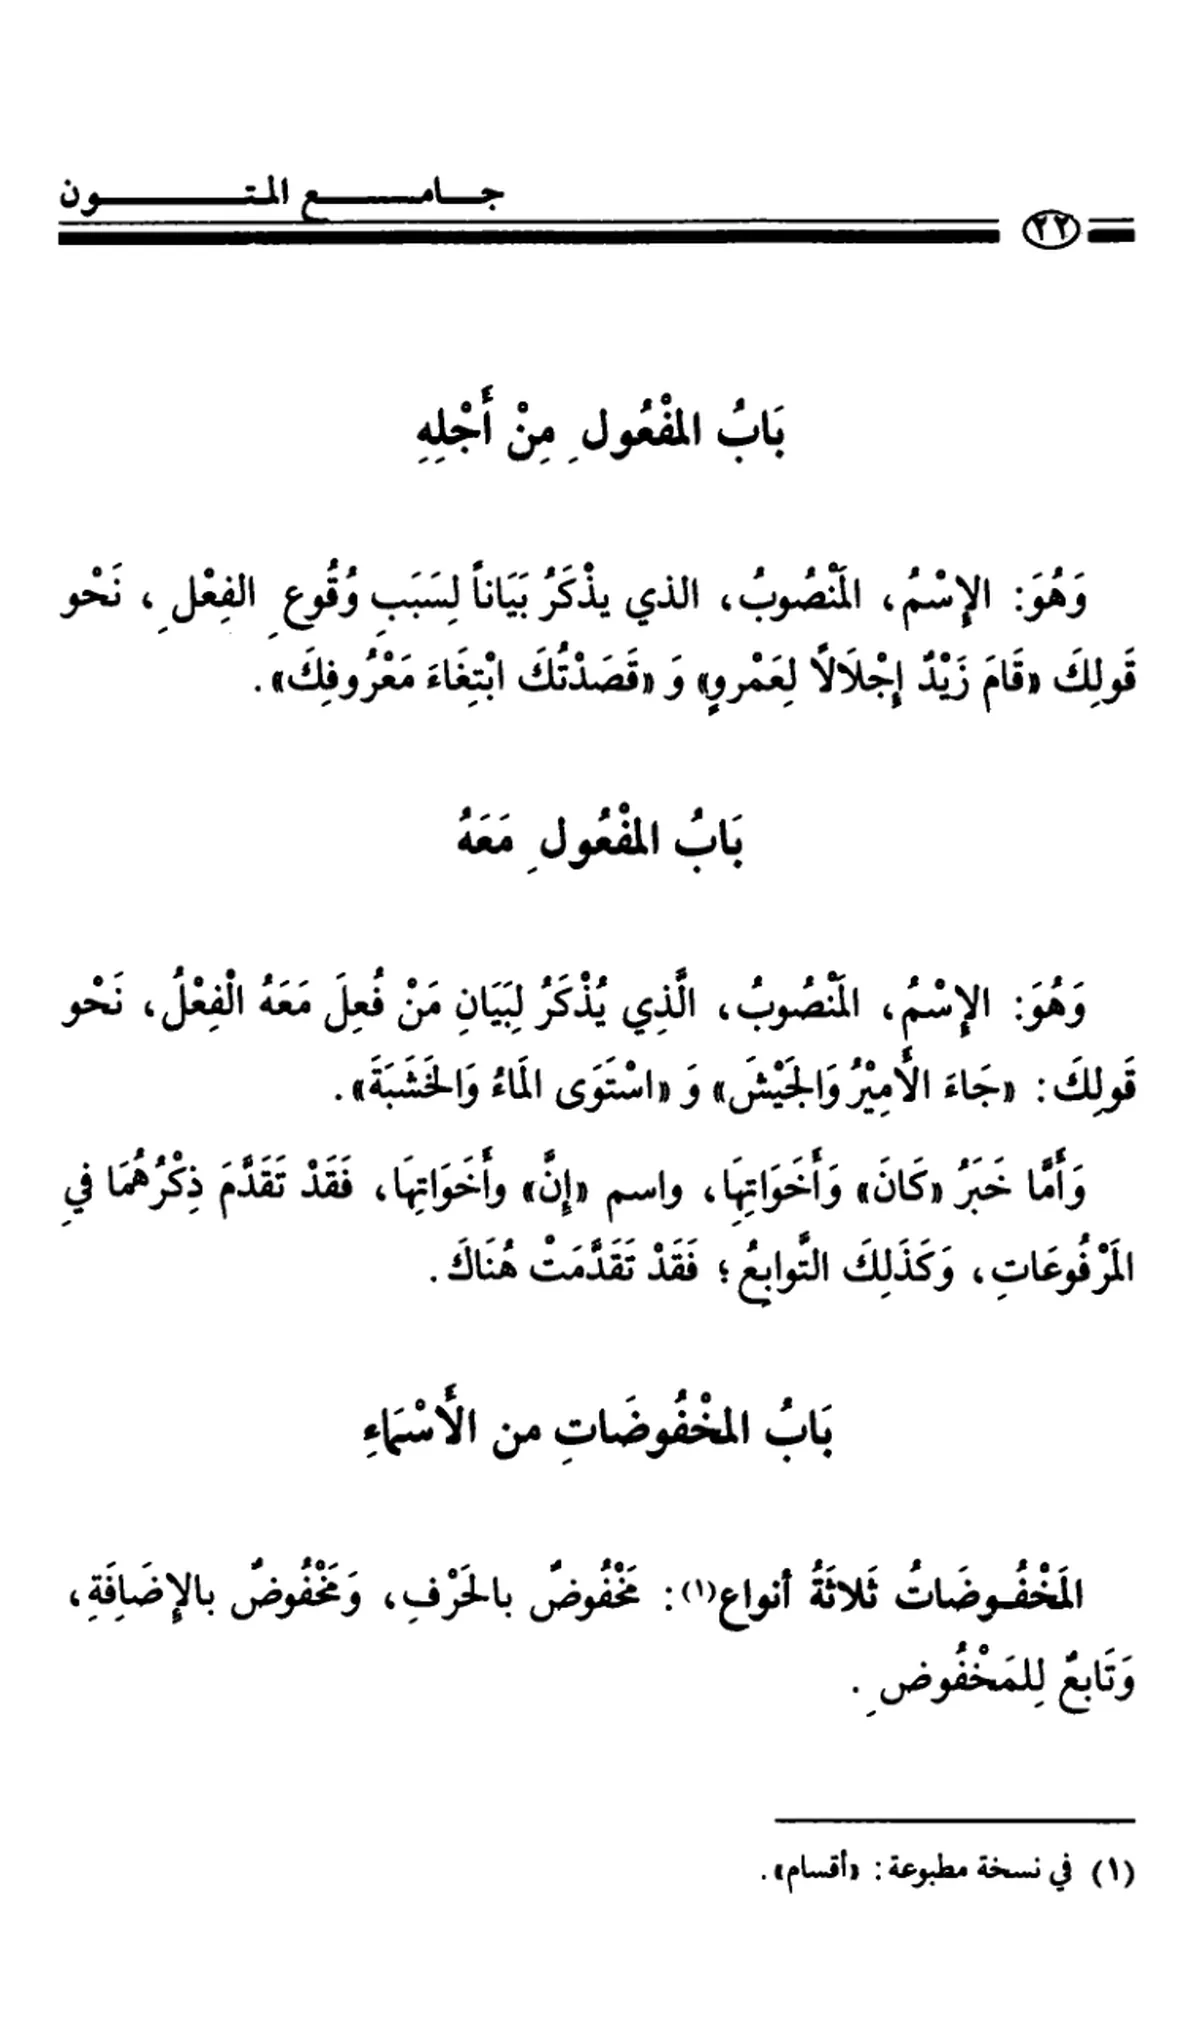 جامع المتون
٢٢
بَابُ المفْعُولِ مِنْ أَجْلِهِ
وَهُوَ: الإِسْمُ، المَنْصُوبُ، الذي يذْكَرُ بَيَاناً لِسَبَبِ وُقُوعِ الفِعْلِ، نَحْو
قَولِكَ «قَامَ زَيْدٌ إِجْلَالًا لِعَمْرٍو» وَ «قَصَدْتُكَ ابْتِغَاءَ مَعْرُوفِكَ».
بَابُ المفْعُولِ مَعَهُ
وَهُوَ: الإِسْمُ، المَنْصُوبُ، الَّذِي يُذْكَرُ لِبَيَانِ مَنْ فُعِلَ مَعَهُ الْفِعْلُ، نَحْو
قَولِكَ: «جَاءَ الأَمِيْرُ وَالجَيْشَ» وَ «اسْتَوَى المَاءُ وَالخَشَبَةَ».
وَأَمَّا خَبَرُ «كَانَ» وَأَخَوَاتِهَا، واسم «إِنَّ» وأَخَوَاتِهَا، فَقَدْ تَقَدَّمَ ذِكْرُهُمَا فِي
المَرْفُوعَاتِ، وَكَذَلِكَ التَّوابِعُ؛ فَقَدْ تَقَدَّمَتْ هُنَاكَ.
بَابُ المخْفُوضَاتِ من الأَسْمَاءِ
المَخْفُوضَاتُ ثَلاثَةُ أنواع(١): مَخْفُوضٌ بالحَرْفِ، وَمَخْفُوضٌ بالإِضَافَةِ،
وَتَابِعٌ لِلمَخْفُوضِ.
(١) في نسخة مطبوعة: «أقسام».